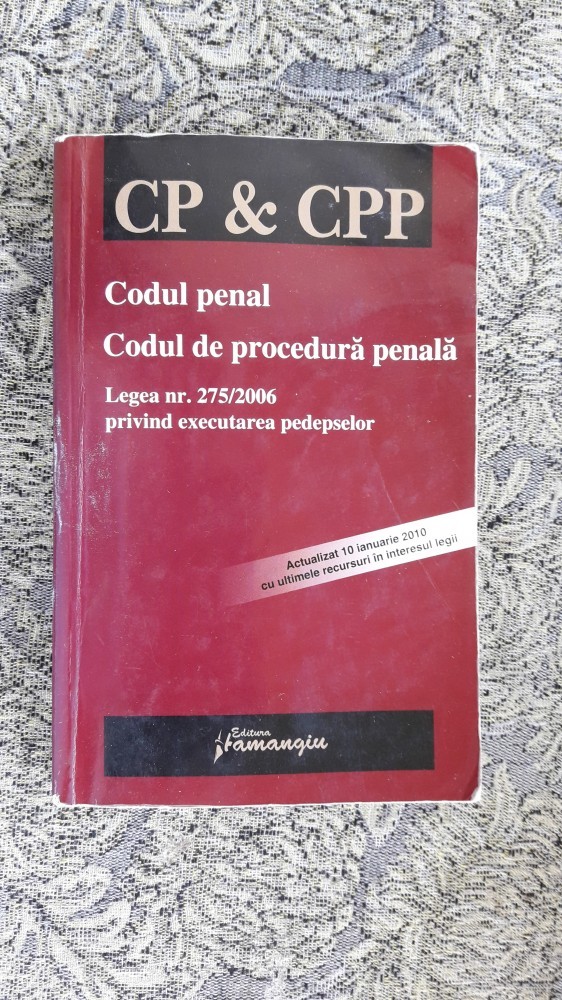 CP & CPP
Codul penal
Codul de procedură penală
Legea nr. 275/2006
privind executarea pedepselor
Actualizat 10 ianuarie 2010
cu ultimele recursuri în interesul legii
Editura
Hamangiu